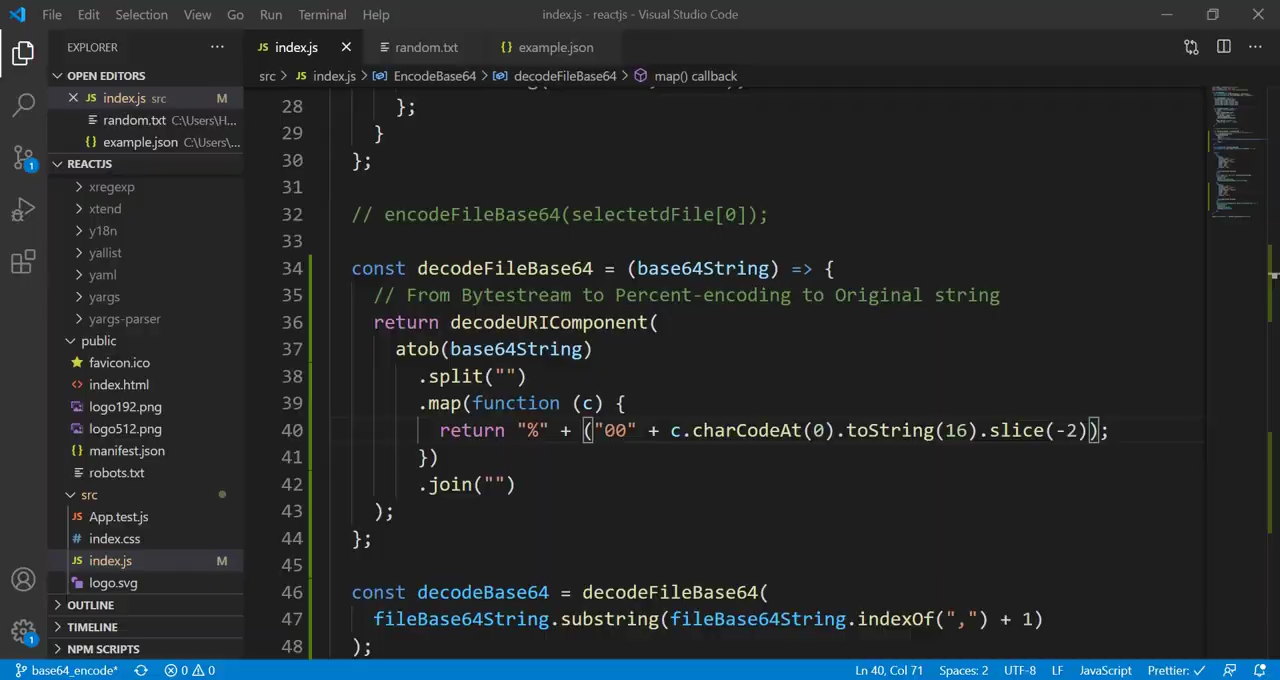 File Edit Selection View Go Run Terminal Help index.js - reactjs - Visual Studio Code
EXPLORER
OPEN EDITORS
index.js src M
random.txt C:\Users\H...
example.json C:\Users\...
REACTJS
xregexp
xtend
y18n
yallist
yaml
yargs
yargs-parser
public
favicon.ico
index.html
logo192.png
logo512.png
manifest.json
robots.txt
src
App.test.js
index.css
index.js M
logo.svg
OUTLINE
TIMELINE
NPM SCRIPTS
index.js random.txt example.json
src > index.js > EncodeBase64 > decodeFileBase64 > map() callback
28 };
29 }
30 };
31
32 // encodeFileBase64(selectetdFile[0]);
33
34 const decodeFileBase64 = (base64String) => {
35 // From Bytestream to Percent-encoding to Original string
36 return decodeURIComponent(
37 atob(base64String)
38 .split("")
39 .map(function (c) {
40 return "%" + ("00" + c.charCodeAt(0).toString(16).slice(-2));
41 })
42 .join("")
43 );
44 };
45
46 const decodeBase64 = decodeFileBase64(
47 fileBase64String.substring(fileBase64String.indexOf(",") + 1)
48 );
base64_encode* 0 0 Ln 40, Col 71 Spaces: 2 UTF-8 LF JavaScript Prettier: ✓